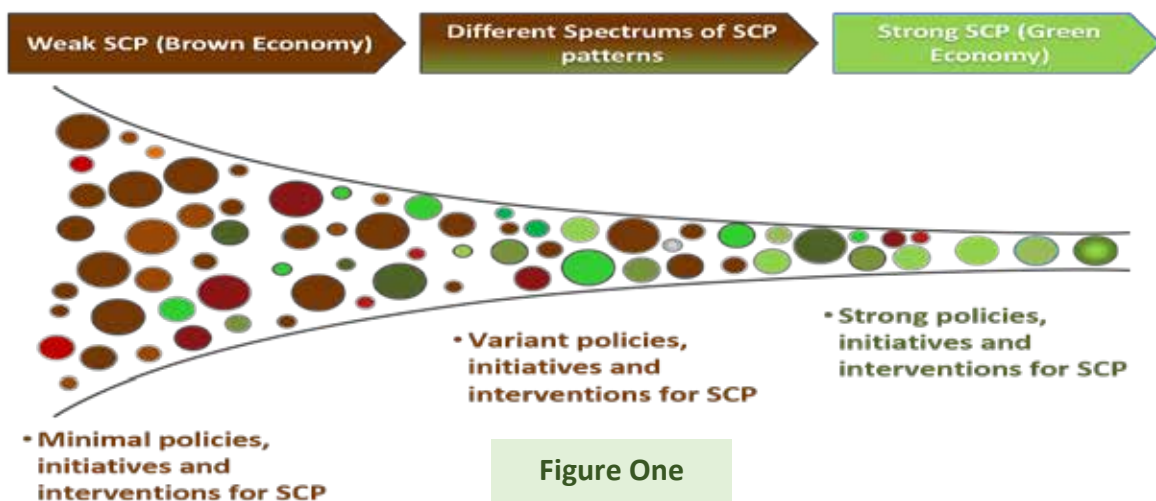 Weak SCP (Brown Economy)
Different Spectrums of SCP
patterns
Strong SCP (Green
Economy)
• Strong policies,
initiatives and
interventions for SCP
• Variant policies,
initiatives and
interventions for SCP
• Minimal policies,
initiatives and
interventions for SCP
Figure One